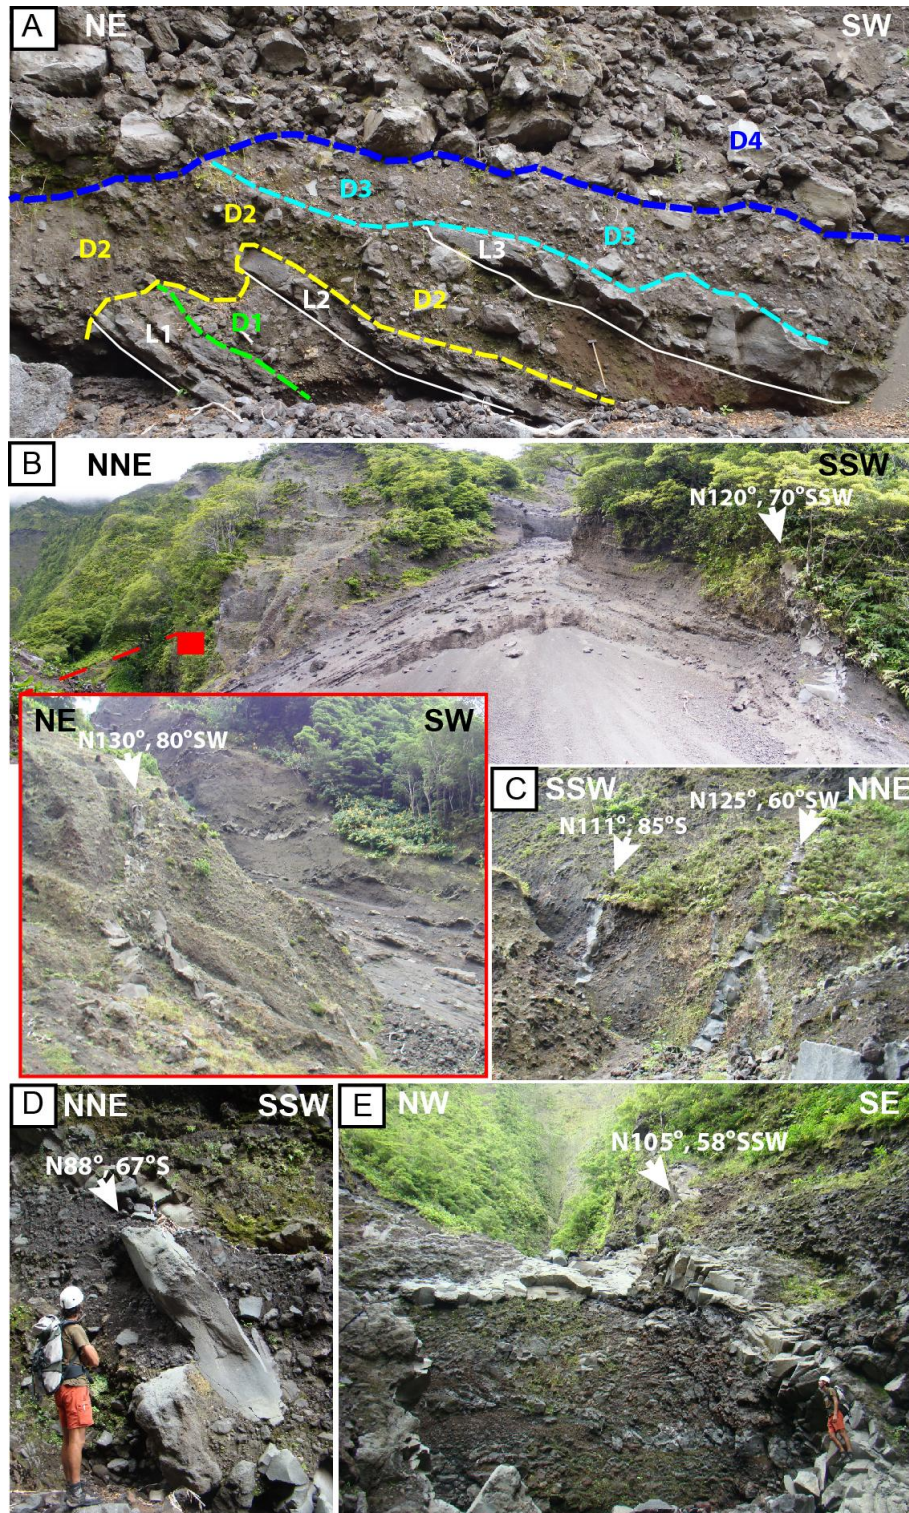 A NE SW
D4
D3
D2 D3
D2 L3
L2 D2
L1 D1
B NNE SSW
N120°, 70°SSW
NE SW
N130°, 80°SW
C SSW NNE
N125°, 60°SW
N111°, 85°S
D NNE SSW
N88°, 67°S
E NW SE
N105°, 58°SSW